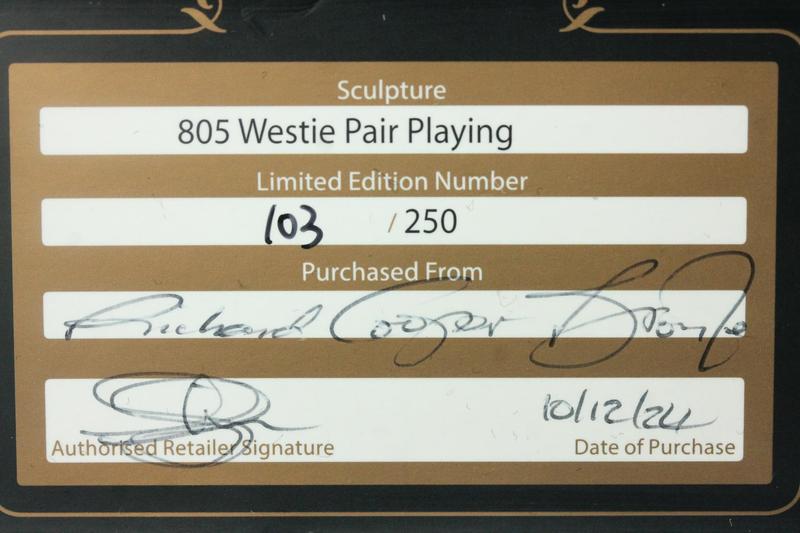 Sculpture
805 Westie Pair Playing
Limited Edition Number
103 / 250
Purchased From
Richard Cooper Bronze
10/12/24
Authorised Retailer Signature Date of Purchase